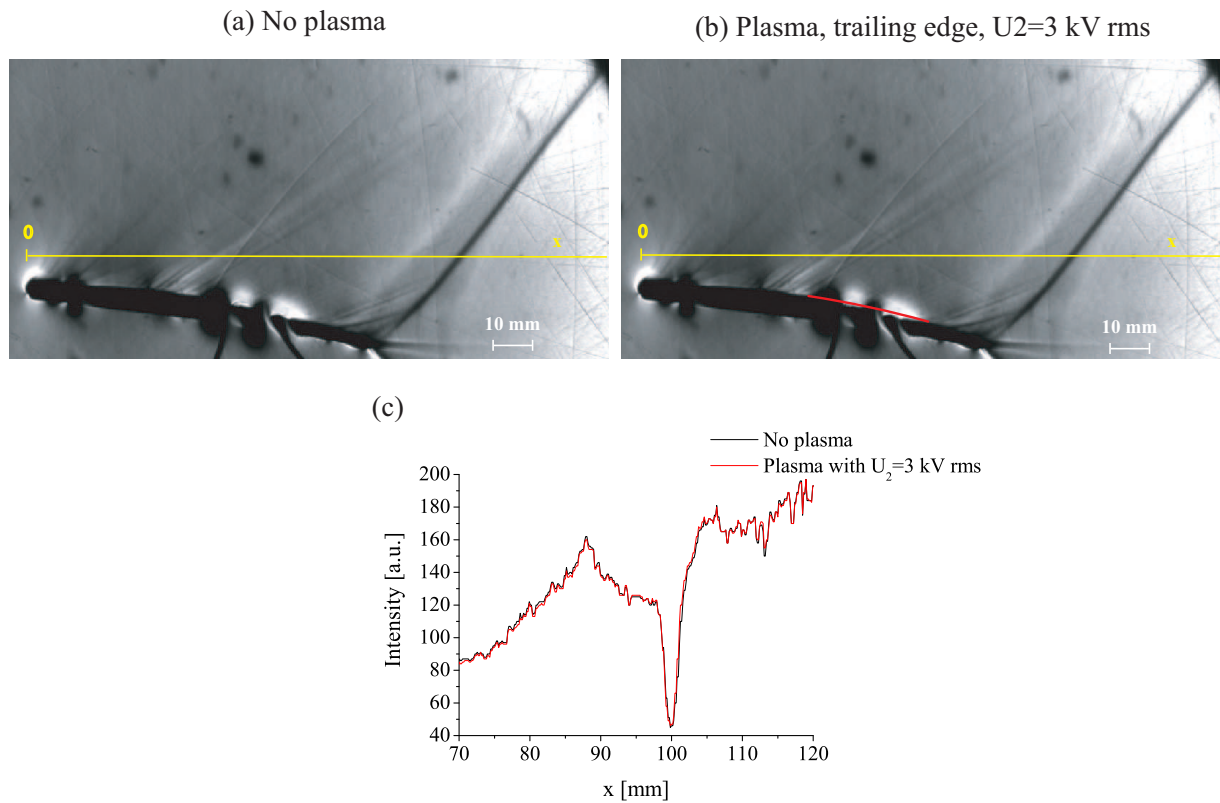 (a) No plasma
(b) Plasma, trailing edge, U2=3 kV rms
0
x
10 mm
0
x
10 mm
(c)
No plasma
Plasma with U₂=3 kV rms
200
180
160
140
120
100
80
60
40
Intensity [a.u.]
70 80 90 100 110 120
x [mm]